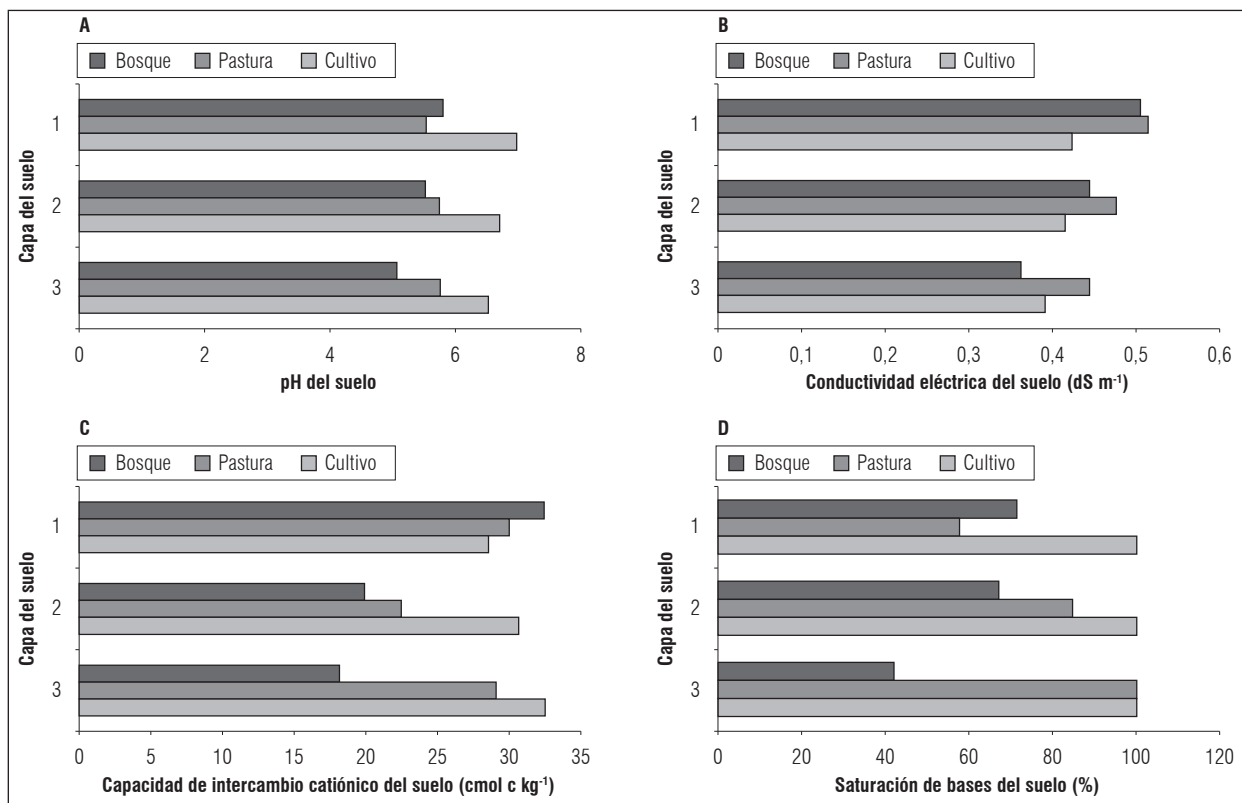 A
Bosque Pastura Cultivo
Capa del suelo
1
2
3
0 2 4 6 8
pH del suelo
B
Bosque Pastura Cultivo
Capa del suelo
1
2
3
0 0,1 0,2 0,3 0,4 0,5 0,6
Conductividad eléctrica del suelo (dS m-1)
C
Bosque Pastura Cultivo
Capa del suelo
1
2
3
0 5 10 15 20 25 30 35
Capacidad de intercambio catiónico del suelo (cmol c kg-1)
D
Bosque Pastura Cultivo
Capa del suelo
1
2
3
0 20 40 60 80 100 120
Saturación de bases del suelo (%)